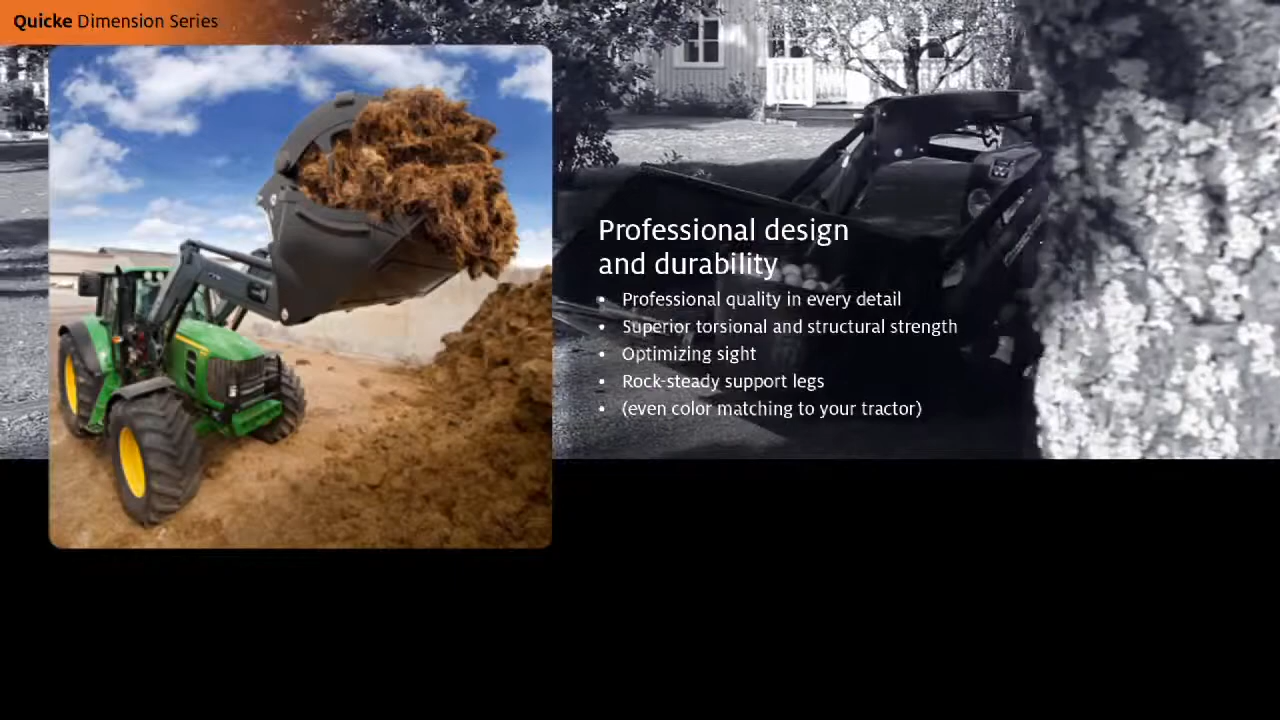 Quicke Dimension Series
Professional design
and durability
• Professional quality in every detail
• Superior torsional and structural strength
• Optimizing sight
• Rock-steady support legs
• (even color matching to your tractor)